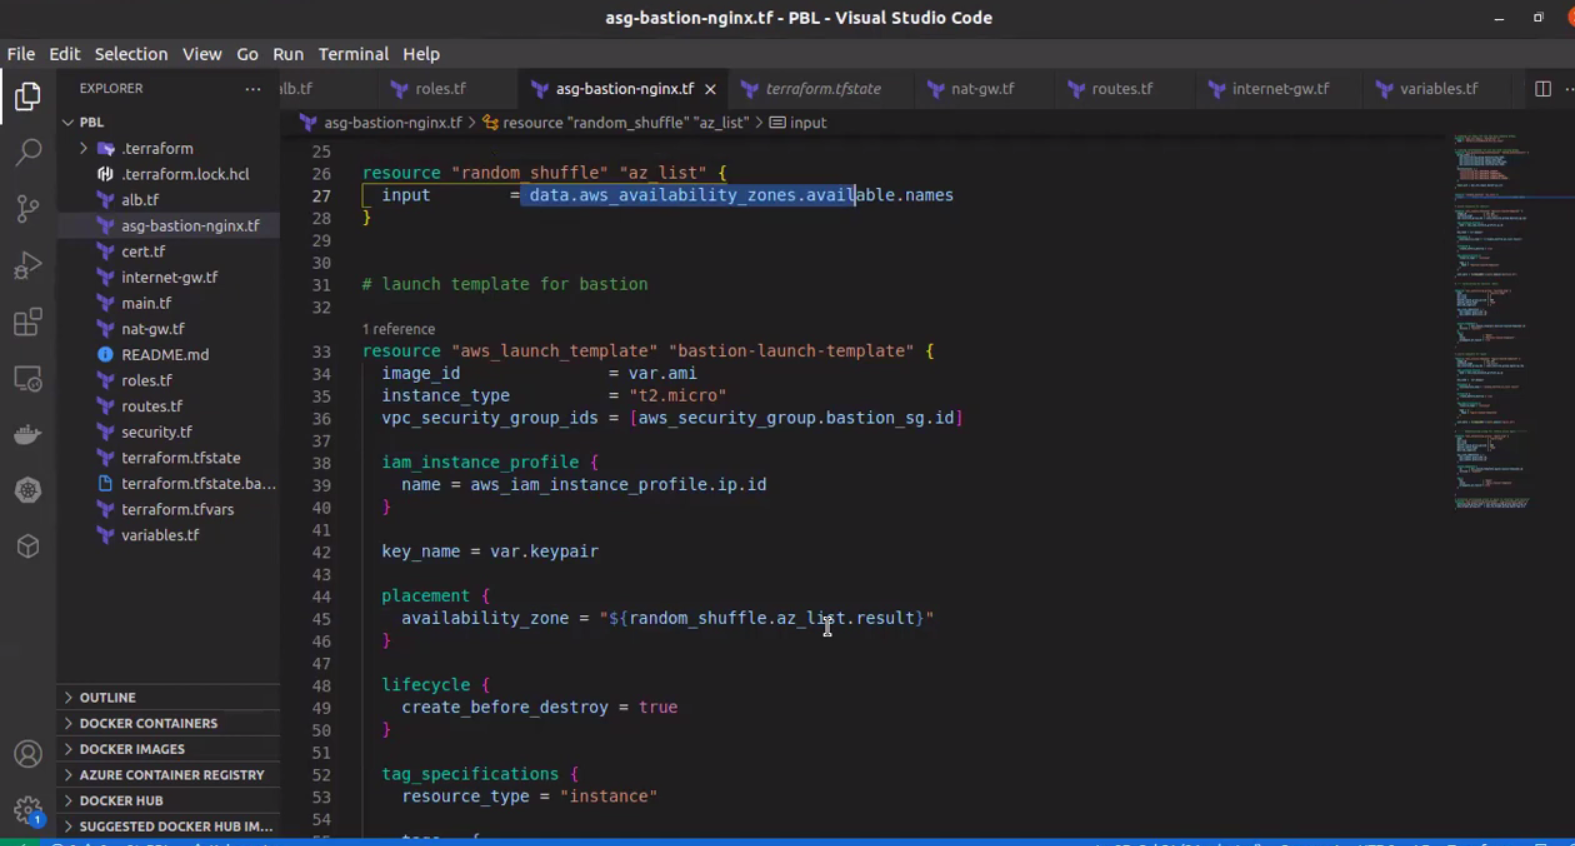 asg-bastion-nginx.tf - PBL - Visual Studio Code
File Edit Selection View Go Run Terminal Help
EXPLORER
PBL
.terraform
.terraform.lock.hcl
alb.tf
asg-bastion-nginx.tf
cert.tf
internet-gw.tf
main.tf
nat-gw.tf
README.md
roles.tf
routes.tf
security.tf
terraform.tfstate
terraform.tfstate.ba...
terraform.tfvars
variables.tf
OUTLINE
DOCKER CONTAINERS
DOCKER IMAGES
AZURE CONTAINER REGISTRY
DOCKER HUB
SUGGESTED DOCKER HUB IM...
1
alb.tf roles.tf asg-bastion-nginx.tf terraform.tfstate nat-gw.tf routes.tf internet-gw.tf variables.tf
asg-bastion-nginx.tf > resource "random_shuffle" "az_list" > input
25
26 resource "random_shuffle" "az_list" {
27 input = data.aws_availability_zones.available.names
28 }
29
30
31 # launch template for bastion
32
1 reference
33 resource "aws_launch_template" "bastion-launch-template" {
34 image_id = var.ami
35 instance_type = "t2.micro"
36 vpc_security_group_ids = [aws_security_group.bastion_sg.id]
37
38 iam_instance_profile {
39 name = aws_iam_instance_profile.ip.id
40 }
41
42 key_name = var.keypair
43
44 placement {
45 availability_zone = "${random_shuffle.az_list.result}"
46 }
47
48 lifecycle {
49 create_before_destroy = true
50 }
51
52 tag_specifications {
53 resource_type = "instance"
54